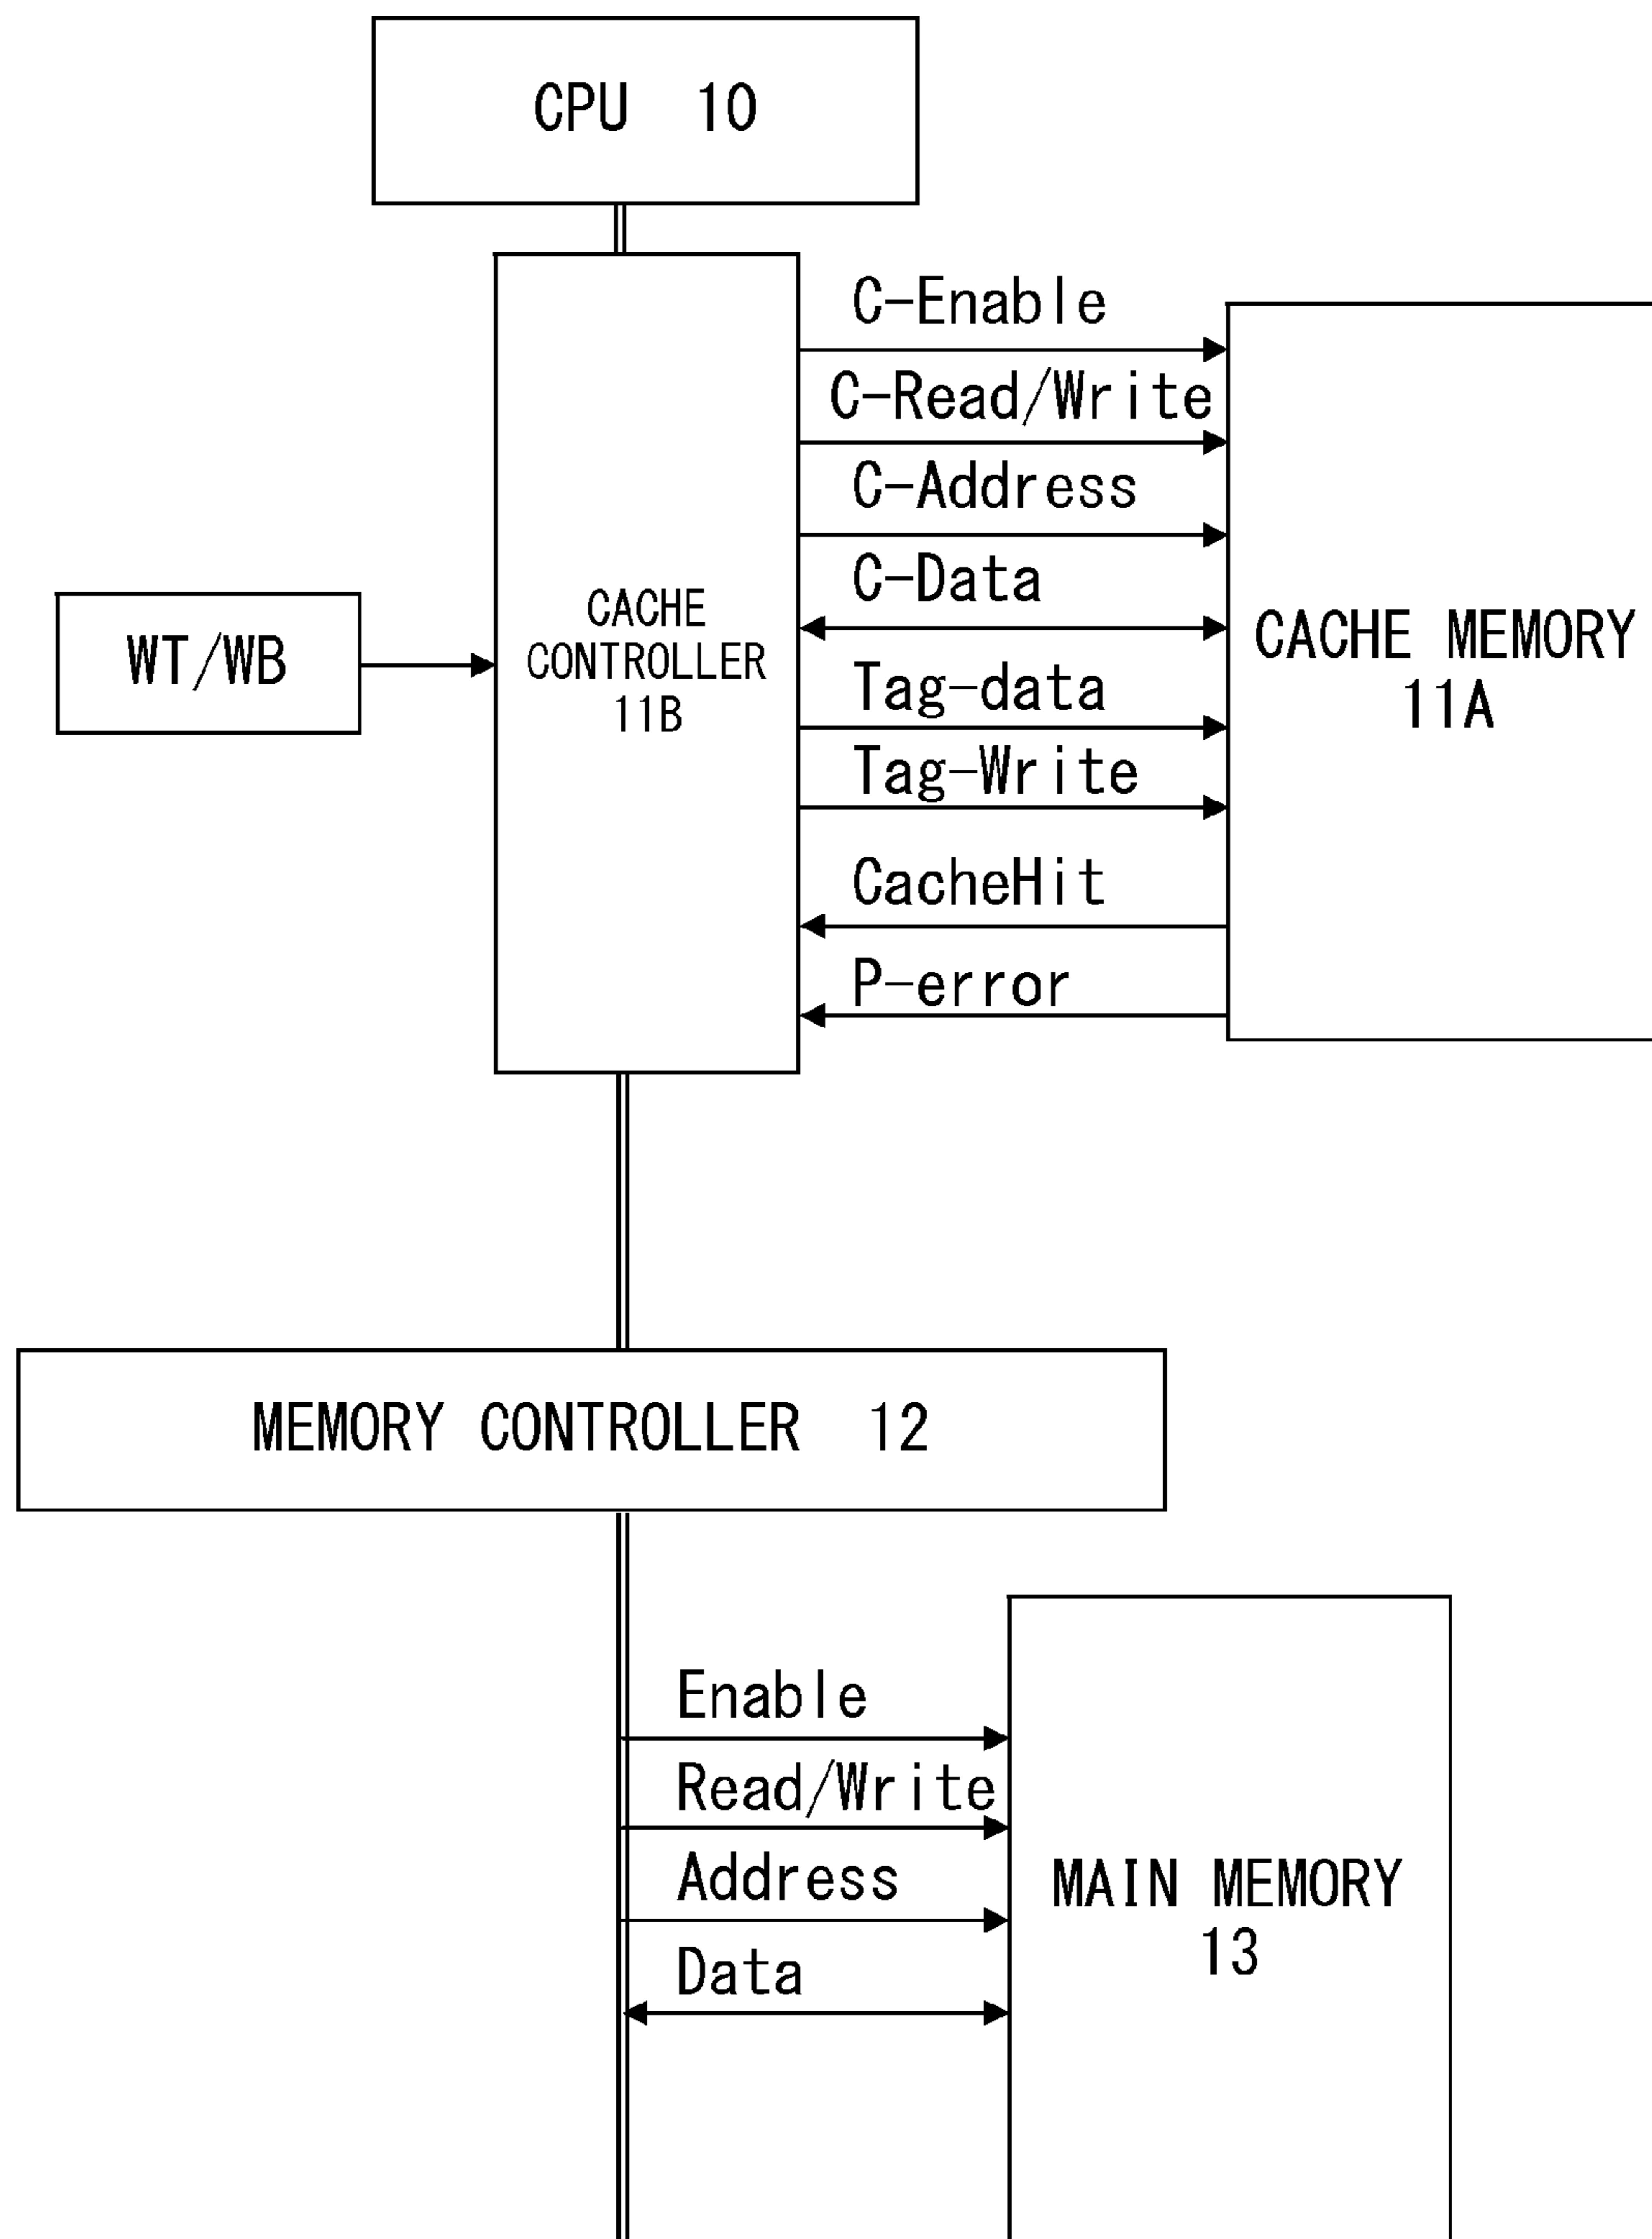 CPU 10
C-Enable
C-Read/Write
C-Address
C-Data
Tag-data
Tag-Write
CacheHit
P-error
WT/WB
CACHE
CONTROLLER
11B
CACHE MEMORY
11A
MEMORY CONTROLLER 12
Enable
Read/Write
Address
Data
MAIN MEMORY
13